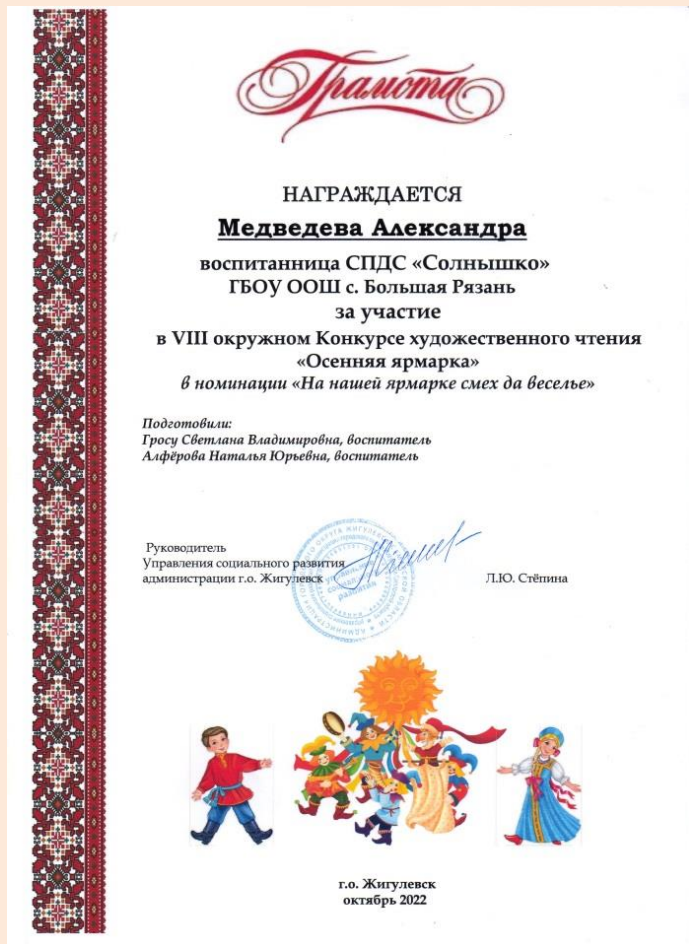 Грамота
НАГРАЖДАЕТСЯ
Медведева Александра
воспитанница СПДС «Солнышко»
ГБОУ ООШ с. Большая Рязань
за участие
в VIII окружном Конкурсе художественного чтения
«Осенняя ярмарка»
в номинации «На нашей ярмарке смех да веселье»
Подготовили:
Гросу Светлана Владимировна, воспитатель
Алфёрова Наталья Юрьевна, воспитатель
Руководитель
Управления социального развития
администрации г.о. Жигулевск
Л.Ю. Стёпина
г.о. Жигулевск
октябрь 2022